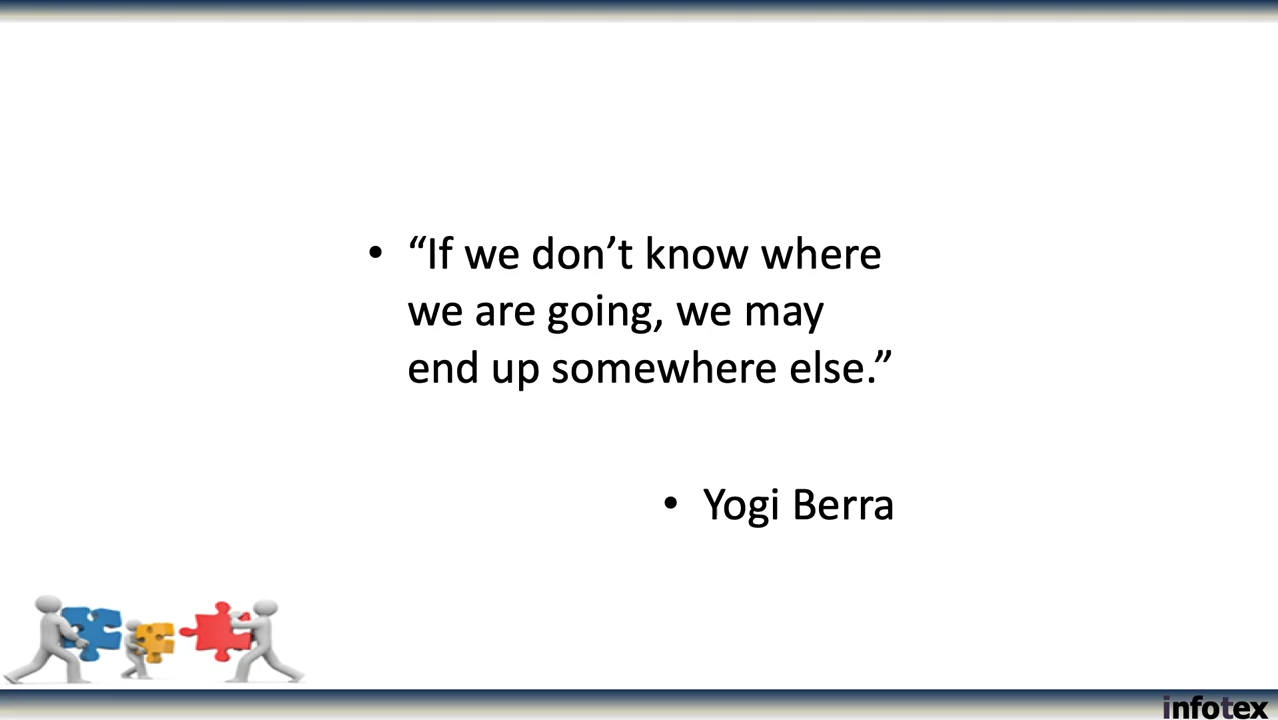 • “If we don’t know where
we are going, we may
end up somewhere else.”
• Yogi Berra
infotex